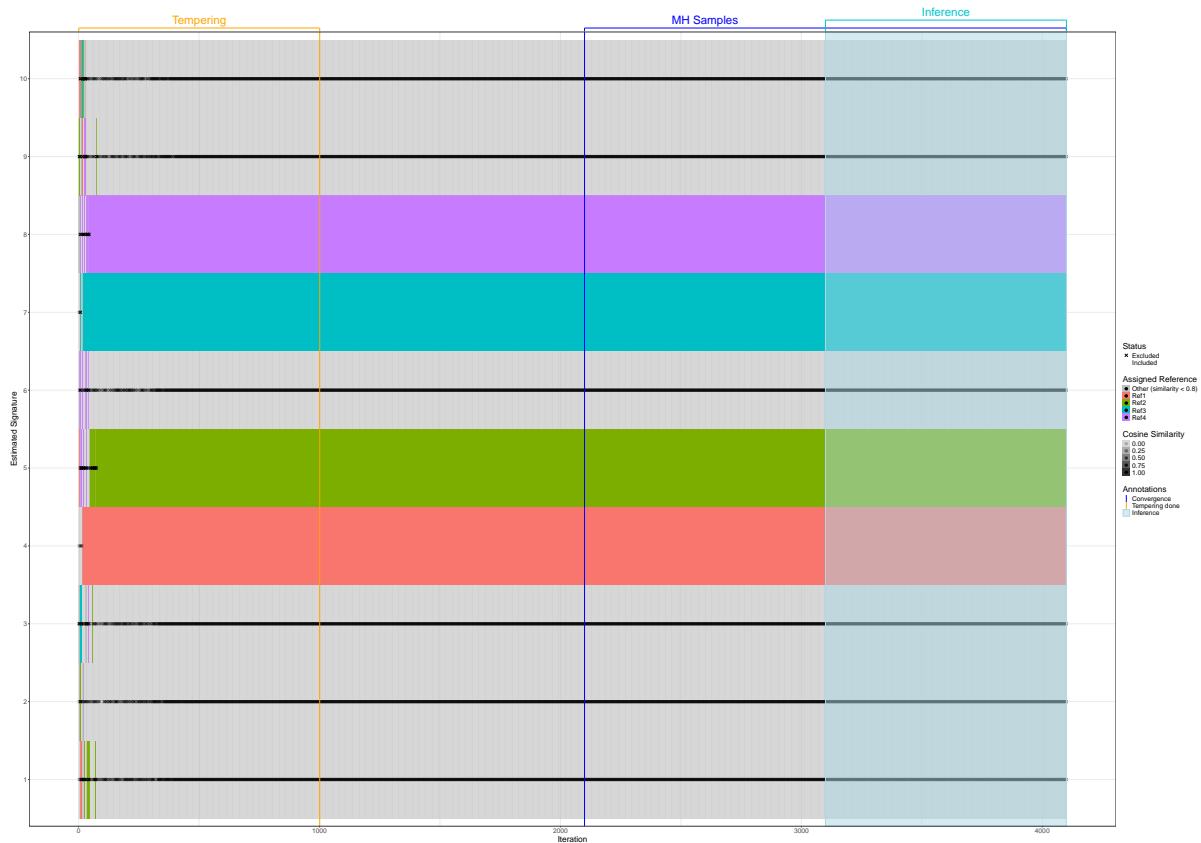 Tempering
MH Samples
Inference
10
9
8
7
6
5
4
3
2
1
Estimated Signature
0
1000
2000
3000
4000
Iteration
Status
Excluded
Included
Assigned Reference
Other (similarity < 0.8)
Ref1
Ref2
Ref3
Ref4
Cosine Similarity
0.00
0.25
0.50
0.75
1.00
Annotations
Convergence
Tempering done
Inference